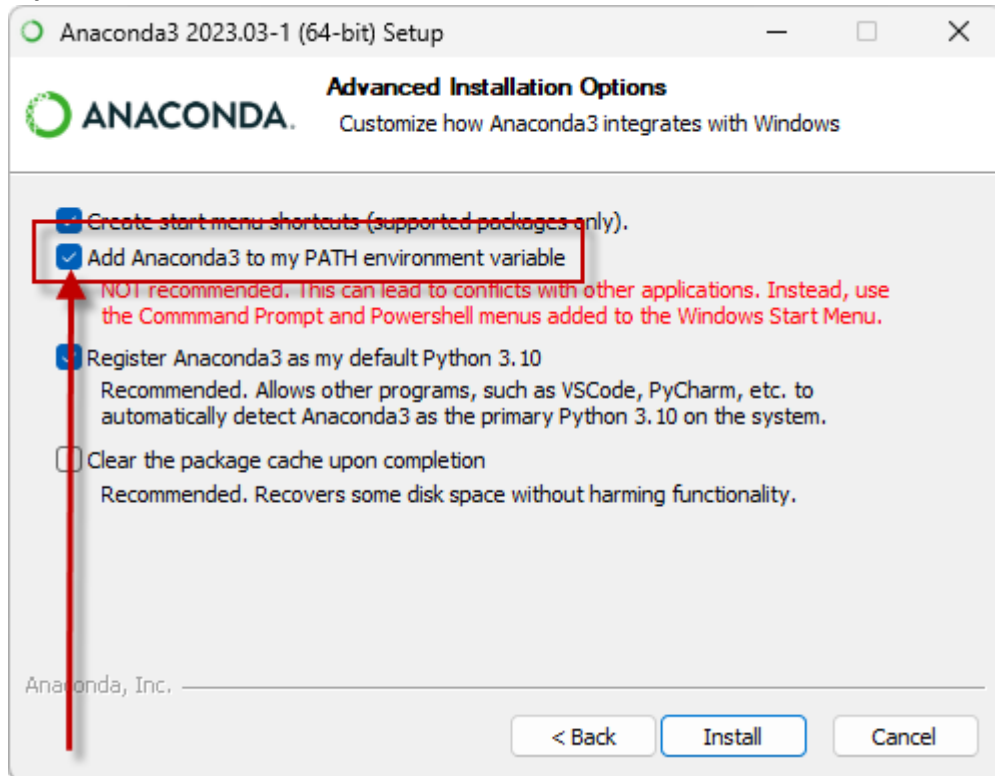 Anaconda3 2023.03-1 (64-bit) Setup
ANACONDA.
Advanced Installation Options
Customize how Anaconda3 integrates with Windows
Create start menu shortcuts (supported packages only).
Add Anaconda3 to my PATH environment variable
NOT recommended. This can lead to conflicts with other applications. Instead, use
the Commmand Prompt and Powershell menus added to the Windows Start Menu.
Register Anaconda3 as my default Python 3.10
Recommended. Allows other programs, such as VSCode, PyCharm, etc. to
automatically detect Anaconda3 as the primary Python 3.10 on the system.
Clear the package cache upon completion
Recommended. Recovers some disk space without harming functionality.
Anaconda, Inc.
< Back
Install
Cancel